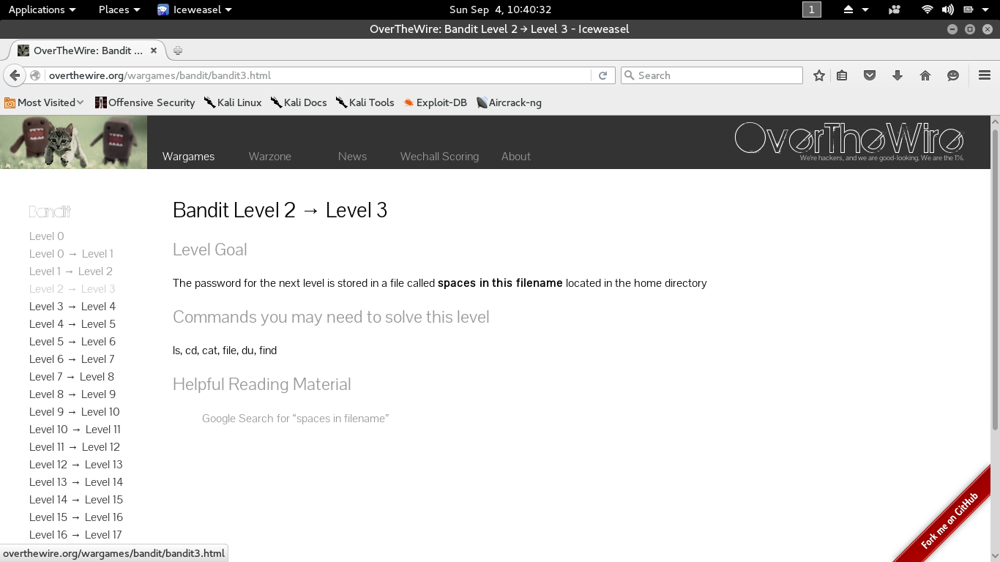 Applications Places Iceweasel Sun Sep 4, 10:40:32 1
OverTheWire: Bandit Level 2 → Level 3 - Iceweasel
OverTheWire: Bandit ...
overthewire.org/wargames/bandit/bandit3.html Search
Most Visited Offensive Security Kali Linux Kali Docs Kali Tools Exploit-DB Aircrack-ng
OverTheWire
We're hackers, and we are good-looking. We are the 1%.
Wargames Warzone News Wechall Scoring About
Bandit
Level 0
Level 0 → Level 1
Level 1 → Level 2
Level 2 → Level 3
Level 3 → Level 4
Level 4 → Level 5
Level 5 → Level 6
Level 6 → Level 7
Level 7 → Level 8
Level 8 → Level 9
Level 9 → Level 10
Level 10 → Level 11
Level 11 → Level 12
Level 12 → Level 13
Level 13 → Level 14
Level 14 → Level 15
Level 15 → Level 16
Level 16 → Level 17
Bandit Level 2 → Level 3
Level Goal
The password for the next level is stored in a file called spaces in this filename located in the home directory
Commands you may need to solve this level
ls, cd, cat, file, du, find
Helpful Reading Material
Google Search for “spaces in filename”
Fork me on GitHub
overthewire.org/wargames/bandit/bandit3.html